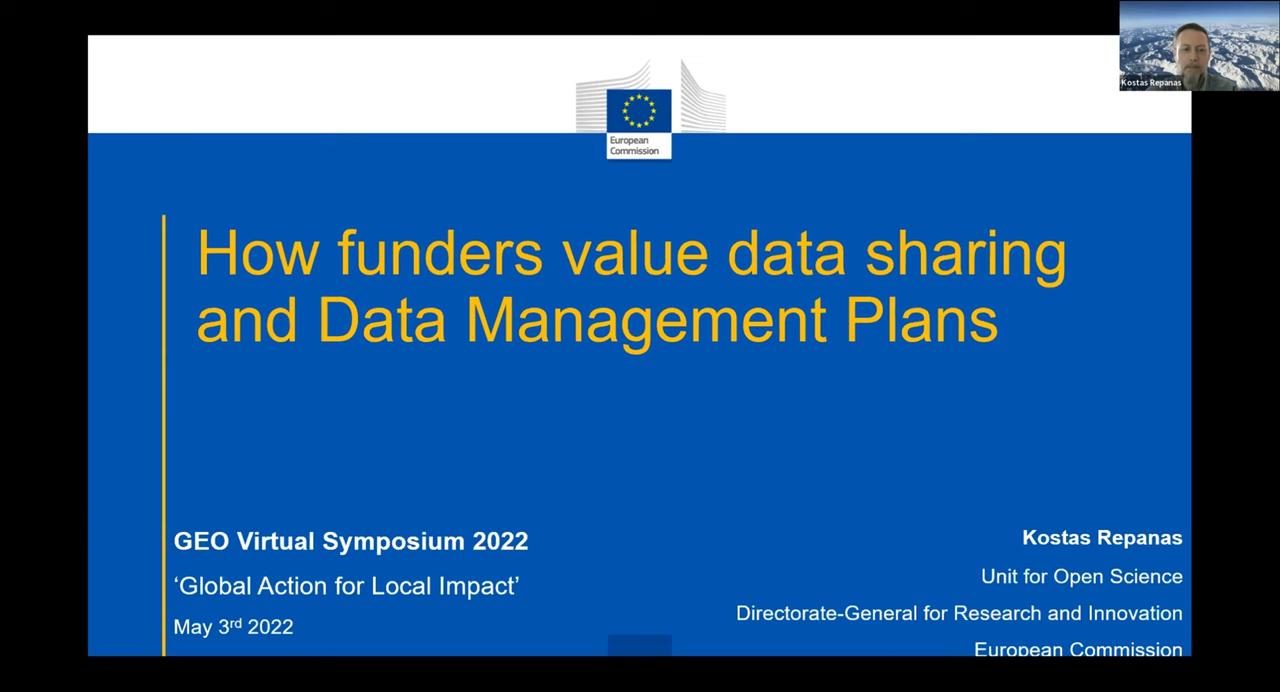 Kostas Repanas
European
Commission
How funders value data sharing
and Data Management Plans
GEO Virtual Symposium 2022
‘Global Action for Local Impact’
May 3rd 2022
Kostas Repanas
Unit for Open Science
Directorate-General for Research and Innovation
European Commission